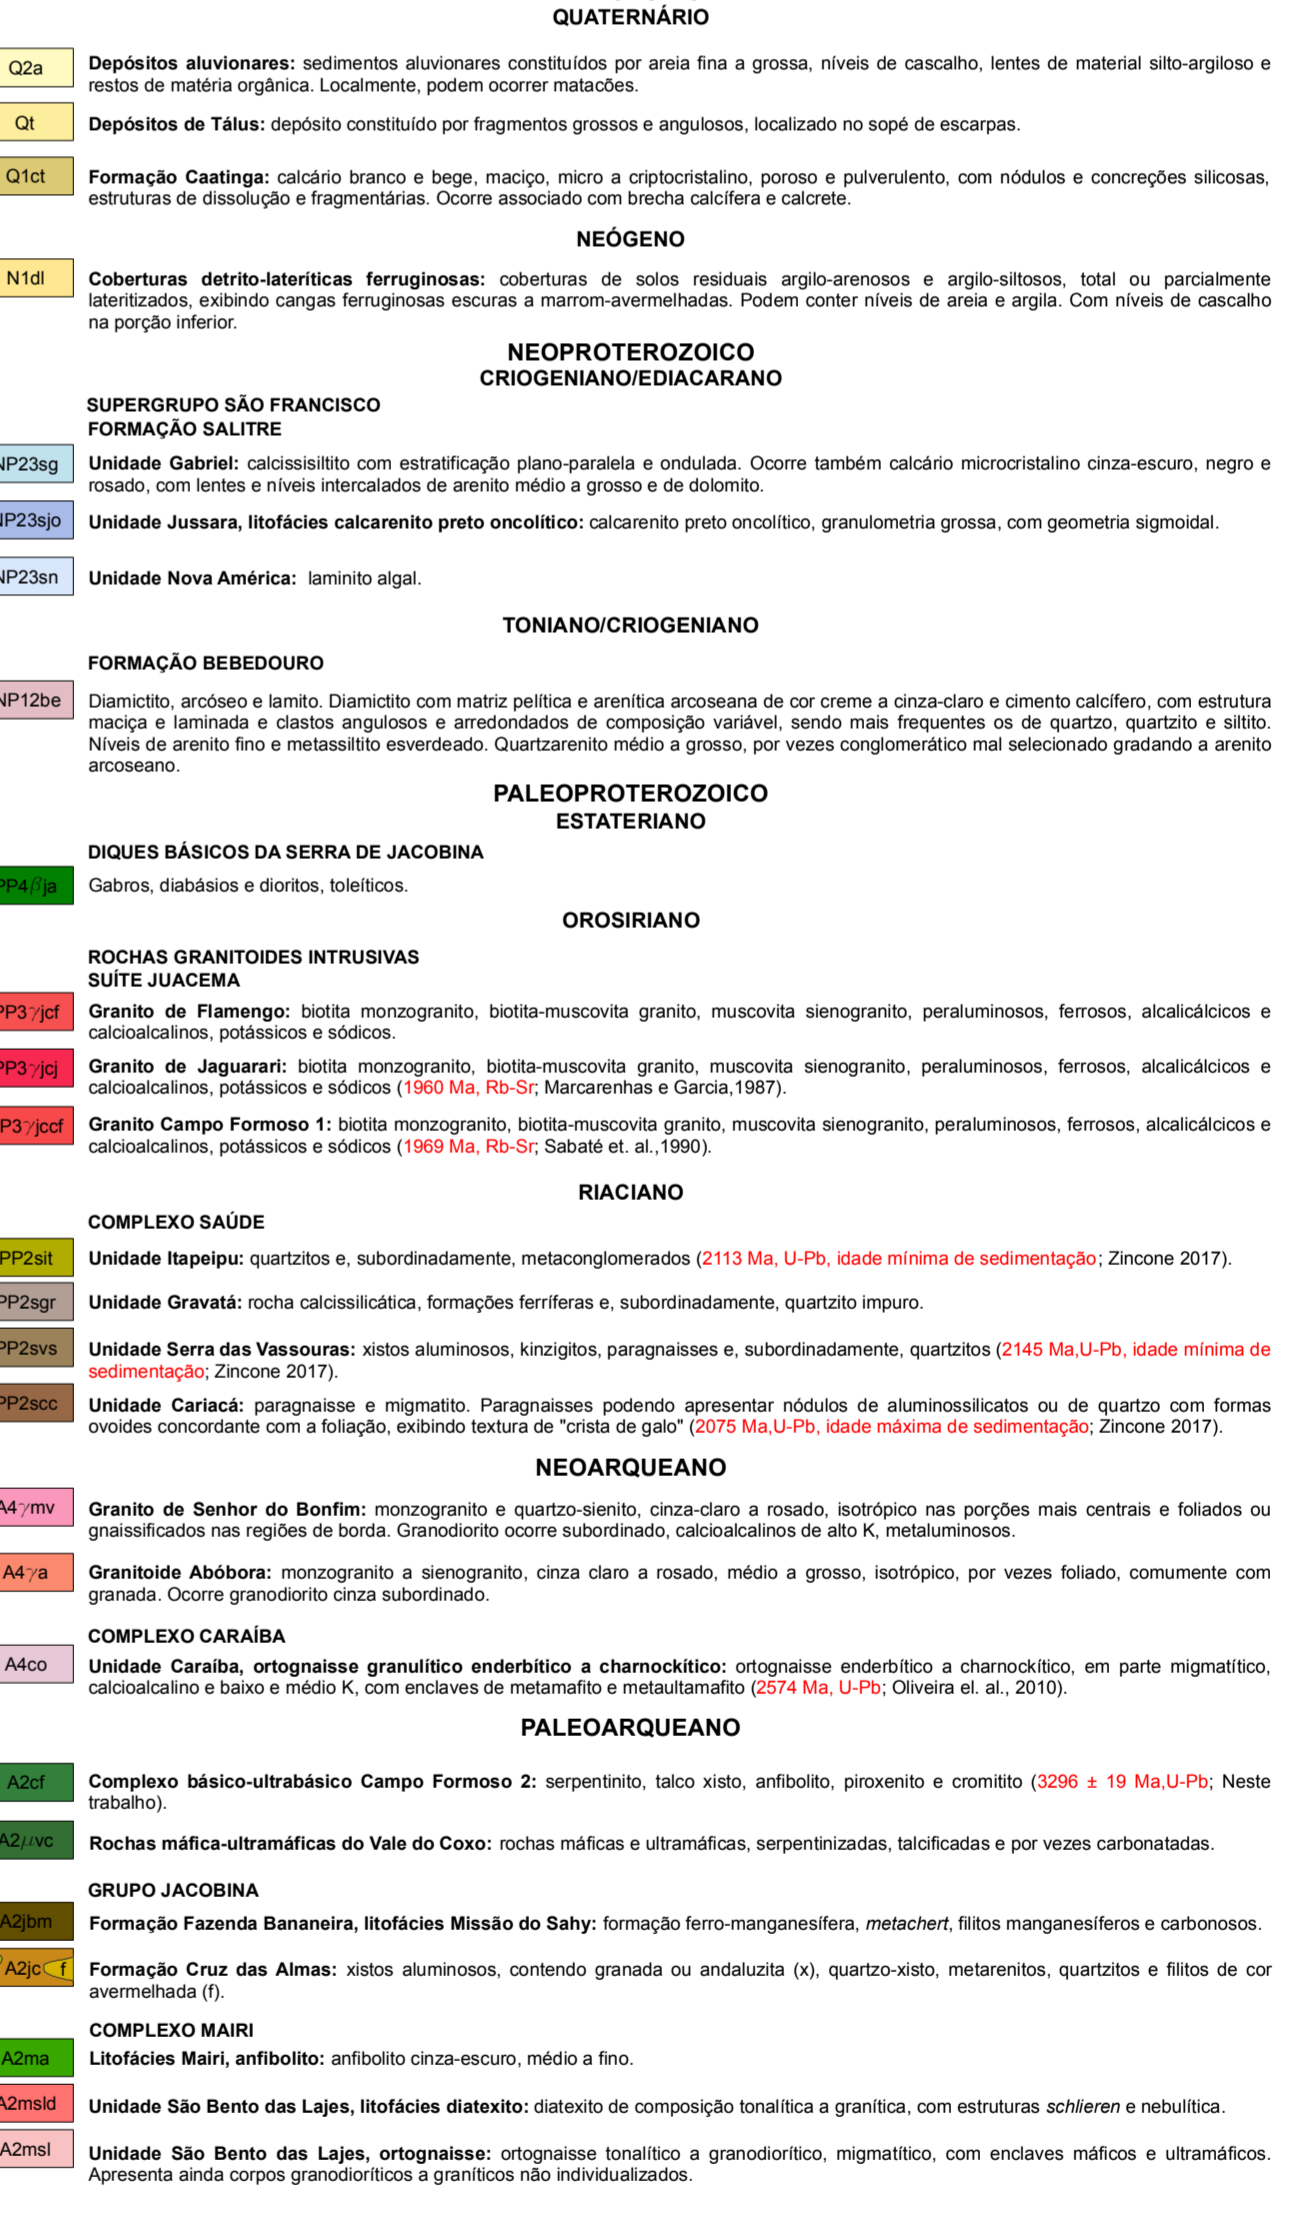 QUATERNÁRIO
Q2a
Depósitos aluvionares: sedimentos aluvionares constituídos por areia fina a grossa, níveis de cascalho, lentes de material silto-argiloso e
restos de matéria orgânica. Localmente, podem ocorrer matacões.
Qt
Depósitos de Tálus: depósito constituído por fragmentos grossos e angulosos, localizado no sopé de escarpas.
Q1ct
Formação Caatinga: calcário branco e bege, maciço, micro a criptocristalino, poroso e pulverulento, com nódulos e concreções silicosas,
estruturas de dissolução e fragmentárias. Ocorre associado com brecha calcífera e calcrete.
NEÓGENO
N1dl
Coberturas detrito-lateríticas ferruginosas: coberturas de solos residuais argilo-arenosos e argilo-siltosos, total ou parcialmente
lateritizados, exibindo cangas ferruginosas escuras a marrom-avermelhadas. Podem conter níveis de areia e argila. Com níveis de cascalho
na porção inferior.
NEOPROTEROZOICO
CRIOGENIANO/EDIACARANO
SUPERGRUPO SÃO FRANCISCO
FORMAÇÃO SALITRE
NP23sg
Unidade Gabriel: calcissisiltito com estratificação plano-paralela e ondulada. Ocorre também calcário microcristalino cinza-escuro, negro e
rosado, com lentes e níveis intercalados de arenito médio a grosso e de dolomito.
NP23sjo
Unidade Jussara, litofácies calcarenito preto oncolítico: calcarenito preto oncolítico, granulometria grossa, com geometria sigmoidal.
NP23sn
Unidade Nova América: laminito algal.
TONIANO/CRIOGENIANO
FORMAÇÃO BEBEDOURO
NP12be
Diamictito, arcóseo e lamito. Diamictito com matriz pelítica e arenítica arcoseana de cor creme a cinza-claro e cimento calcífero, com estrutura
maciça e laminada e clastos angulosos e arredondados de composição variável, sendo mais frequentes os de quartzo, quartzito e siltito.
Níveis de arenito fino e metassiltito esverdeado. Quartzarenito médio a grosso, por vezes conglomerático mal selecionado gradando a arenito
arcoseano.
PALEOPROTEROZOICO
ESTATERIANO
DIQUES BÁSICOS DA SERRA DE JACOBINA
PP4βja
Gabros, diabásios e dioritos, toleíticos.
OROSIRIANO
ROCHAS GRANITOIDES INTRUSIVAS
SUÍTE JUACEMA
PP3γjcf
Granito de Flamengo: biotita monzogranito, biotita-muscovita granito, muscovita sienogranito, peraluminosos, ferrosos, alcalicálcicos e
calcioalcalinos, potássicos e sódicos.
PP3γjcj
Granito de Jaguarari: biotita monzogranito, biotita-muscovita granito, muscovita sienogranito, peraluminosos, ferrosos, alcalicálcicos e
calcioalcalinos, potássicos e sódicos (1960 Ma, Rb-Sr; Marcarenhas e Garcia,1987).
P3γjccf
Granito Campo Formoso 1: biotita monzogranito, biotita-muscovita granito, muscovita sienogranito, peraluminosos, ferrosos, alcalicálcicos e
calcioalcalinos, potássicos e sódicos (1969 Ma, Rb-Sr; Sabaté et. al.,1990).
RIACIANO
COMPLEXO SAÚDE
PP2sit
Unidade Itapeipu: quartzitos e, subordinadamente, metaconglomerados (2113 Ma, U-Pb, idade mínima de sedimentação; Zincone 2017).
PP2sgr
Unidade Gravatá: rocha calcissilicática, formações ferríferas e, subordinadamente, quartzito impuro.
PP2svs
Unidade Serra das Vassouras: xistos aluminosos, kinzigitos, paragnaisses e, subordinadamente, quartzitos (2145 Ma,U-Pb, idade mínima de
sedimentação; Zincone 2017).
PP2scc
Unidade Cariacá: paragnaisse e migmatito. Paragnaisses podendo apresentar nódulos de aluminossilicatos ou de quartzo com formas
ovoides concordante com a foliação, exibindo textura de "crista de galo" (2075 Ma,U-Pb, idade máxima de sedimentação; Zincone 2017).
NEOARQUEANO
A4γmv
Granito de Senhor do Bonfim: monzogranito e quartzo-sienito, cinza-claro a rosado, isotrópico nas porções mais centrais e foliados ou
gnaissificados nas regiões de borda. Granodiorito ocorre subordinado, calcioalcalinos de alto K, metaluminosos.
A4γa
Granitoide Abóbora: monzogranito a sienogranito, cinza claro a rosado, médio a grosso, isotrópico, por vezes foliado, comumente com
granada. Ocorre granodiorito cinza subordinado.
COMPLEXO CARAÍBA
A4co
Unidade Caraíba, ortognaisse granulítico enderbítico a charnockítico: ortognaisse enderbítico a charnockítico, em parte migmatítico,
calcioalcalino e baixo e médio K, com enclaves de metamafito e metaultamafito (2574 Ma, U-Pb; Oliveira el. al., 2010).
PALEOARQUEANO
A2cf
Complexo básico-ultrabásico Campo Formoso 2: serpentinito, talco xisto, anfibolito, piroxenito e cromitito (3296 ± 19 Ma,U-Pb; Neste
trabalho).
A2μvc
Rochas máfica-ultramáficas do Vale do Coxo: rochas máficas e ultramáficas, serpentinizadas, talcificadas e por vezes carbonatadas.
GRUPO JACOBINA
A2jbm
Formação Fazenda Bananeira, litofácies Missão do Sahy: formação ferro-manganesífera, metachert, filitos manganesíferos e carbonosos.
A2jc f
Formação Cruz das Almas: xistos aluminosos, contendo granada ou andaluzita (x), quartzo-xisto, metarenitos, quartzitos e filitos de cor
avermelhada (f).
COMPLEXO MAIRI
A2ma
Litofácies Mairi, anfibolito: anfibolito cinza-escuro, médio a fino.
A2msld
Unidade São Bento das Lajes, litofácies diatexito: diatexito de composição tonalítica a granítica, com estruturas schlieren e nebulítica.
A2msl
Unidade São Bento das Lajes, ortognaisse: ortognaisse tonalítico a granodiorítico, migmatítico, com enclaves máficos e ultramáficos.
Apresenta ainda corpos granodioríticos a graníticos não individualizados.